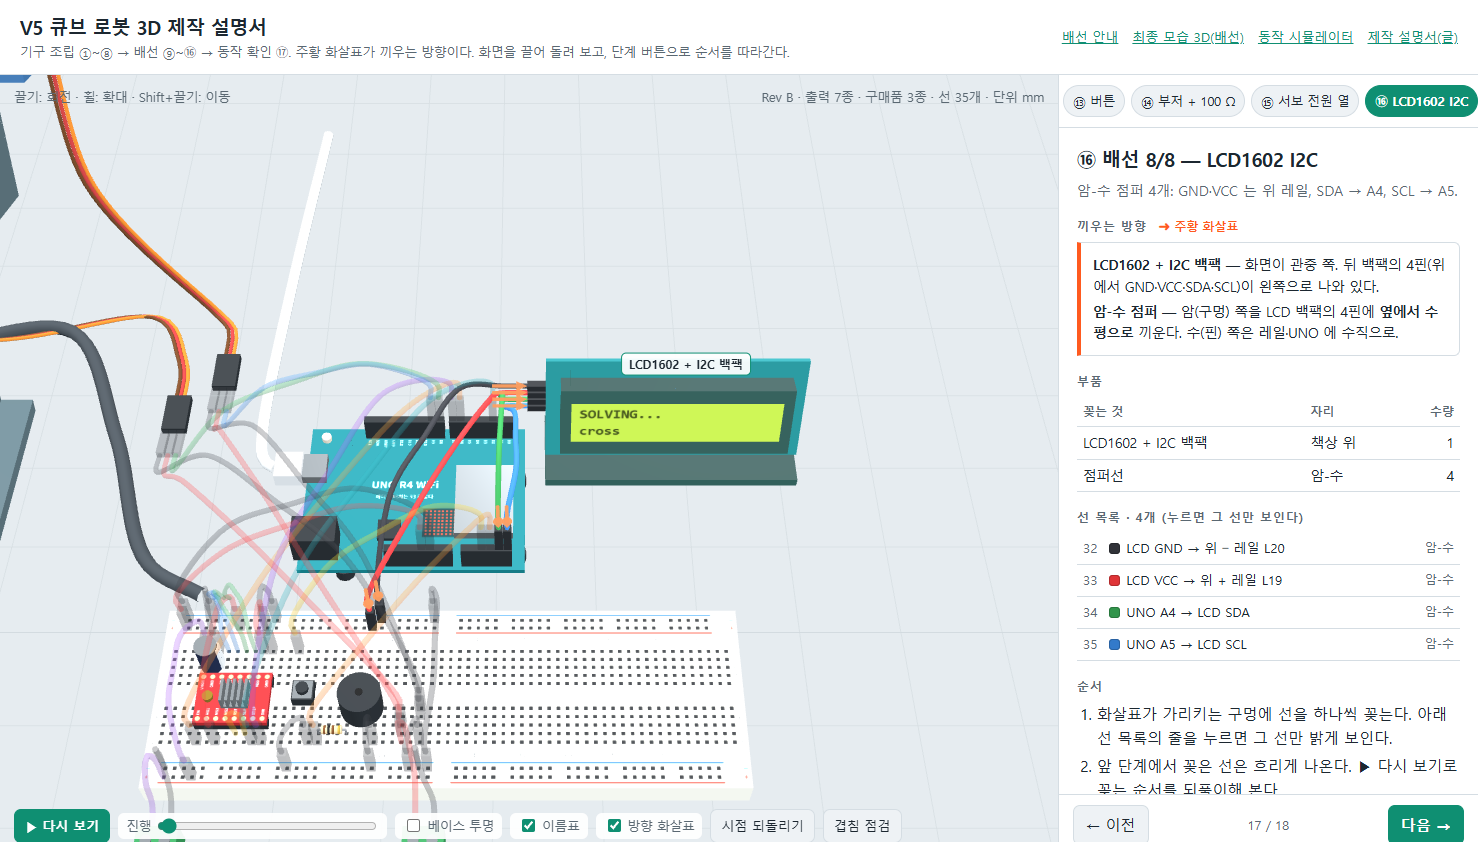 V5 큐브 로봇 3D 제작 설명서
기구 조립 ①~⑧ → 배선 ⑨~⑯ → 동작 확인 ⑰. 주황 화살표가 끼우는 방향이다. 화면을 끌어 돌려 보고, 단계 버튼으로 순서를 따라간다.
배선 안내 최종 모습 3D(배선) 동작 시뮬레이터 제작 설명서(글)
끌기: 회전 · 휠: 확대 · Shift+끌기: 이동
Rev B · 출력 7종 · 구매품 3종 · 선 35개 · 단위 mm
LCD1602 + I2C 백팩
SOLVING...
cross
UNO R4 WiFi
▶ 다시 보기
진행
베이스 투명
이름표
방향 화살표
시점 되돌리기
겹침 점검
⑬ 버튼
⑭ 부저 + 100 Ω
⑮ 서보 전원 열
⑯ LCD1602 I2C
⑯ 배선 8/8 — LCD1602 I2C
암-수 점퍼 4개: GND·VCC 는 위 레일, SDA → A4, SCL → A5.
끼우는 방향 → 주황 화살표
LCD1602 + I2C 백팩 — 화면이 관중 쪽. 뒤 백팩의 4핀(위
에서 GND·VCC·SDA·SCL)이 왼쪽으로 나와 있다.
암-수 점퍼 — 암(구멍) 쪽을 LCD 백팩의 4핀에 옆에서 수
평으로 끼운다. 수(핀) 쪽은 레일·UNO 에 수직으로.
부품
꽂는 것 자리 수량
LCD1602 + I2C 백팩 책상 위 1
점퍼선 암-수 4
선 목록 · 4개 (누르면 그 선만 보인다)
32 LCD GND → 위 − 레일 L20 암-수
33 LCD VCC → 위 + 레일 L19 암-수
34 UNO A4 → LCD SDA 암-수
35 UNO A5 → LCD SCL 암-수
순서
1. 화살표가 가리키는 구멍에 선을 하나씩 꽂는다. 아래
선 목록의 줄을 누르면 그 선만 밝게 보인다.
2. 앞 단계에서 꽂은 선은 흐리게 나온다. ▶ 다시 보기로
꽂는 순서를 되풀이해 본다
← 이전
17 / 18
다음 →